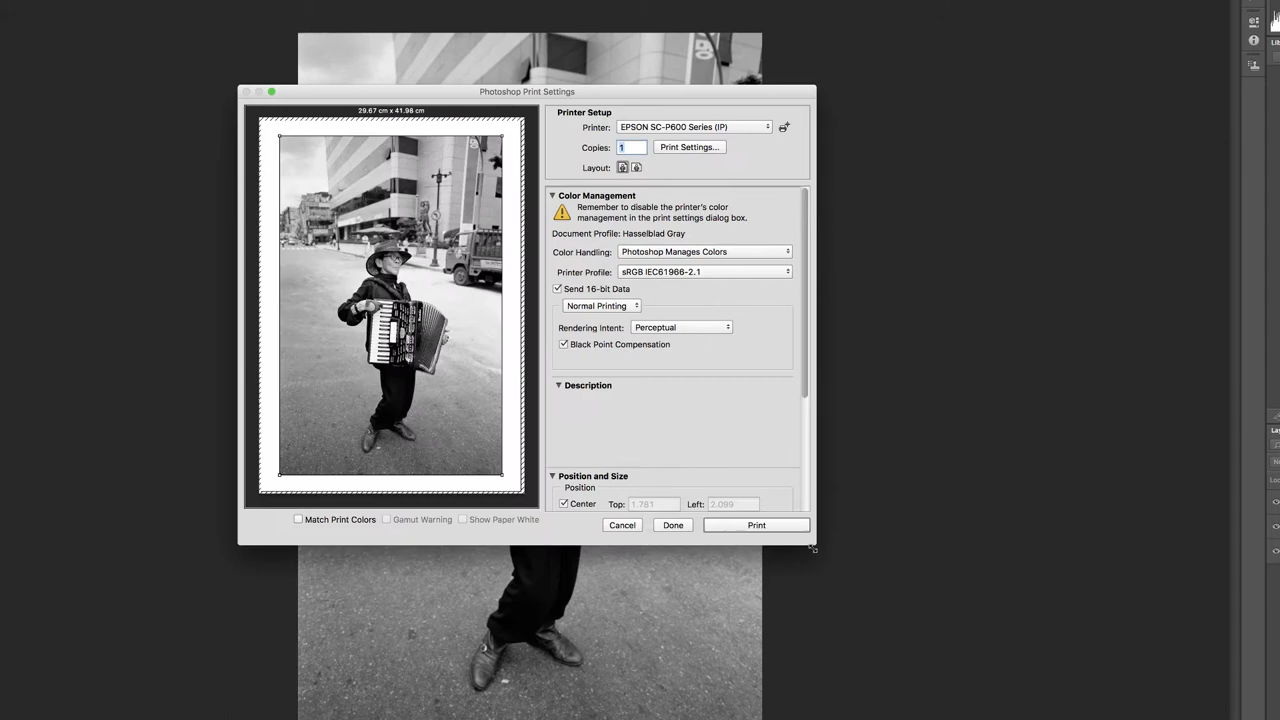 Photoshop Print Settings
29.67 cm x 41.98 cm
Printer Setup
Printer: EPSON SC-P600 Series (IP)
Copies: 1 Print Settings...
Layout:
Color Management
Remember to disable the printer's color
management in the print settings dialog box.
Document Profile: Hasselblad Gray
Color Handling: Photoshop Manages Colors
Printer Profile: sRGB IEC61966-2.1
Send 16-bit Data
Normal Printing
Rendering Intent: Perceptual
Black Point Compensation
Description
Position and Size
Position
Center Top: 1.781 Left: 2.099
Match Print Colors Gamut Warning Show Paper White
Cancel Done Print